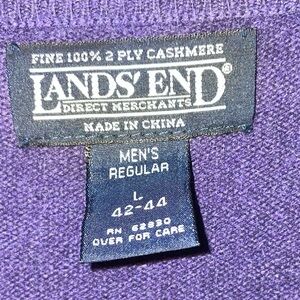 FINE 100% 2 PLY CASHMERE
LANDS' END®
DIRECT MERCHANTS
MADE IN CHINA
MEN'S
REGULAR
L
42-44
RN 62830
OVER FOR CARE